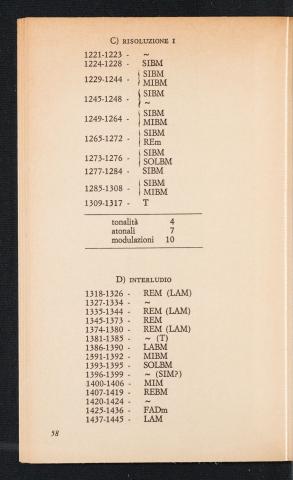 C) RISOLUZIONE I
1221-1223 - ~
1224-1228 - SIBM
1229-1244 - { SIBM
MIBM
1245-1248 - { SIBM
~
1249-1264 - { SIBM
MIBM
1265-1272 - { SIBM
REm
1273-1276 - { SIBM
SOLBM
1277-1284 - SIBM
1285-1308 - { SIBM
MIBM
1309-1317 - T
tonalità 4
atonali 7
modulazioni 10
D) INTERLUDIO
1318-1326 - REM (LAM)
1327-1334 - ~
1335-1344 - REM (LAM)
1345-1373 - REM
1374-1380 - REM (LAM)
1381-1385 - ~ (T)
1386-1390 - LABM
1391-1392 - MIBM
1393-1395 - SOLBM
1396-1399 - ~ (SIM?)
1400-1406 - MIM
1407-1419 - REBM
1420-1424 - ~
1425-1436 - FADm
1437-1445 - LAM
58